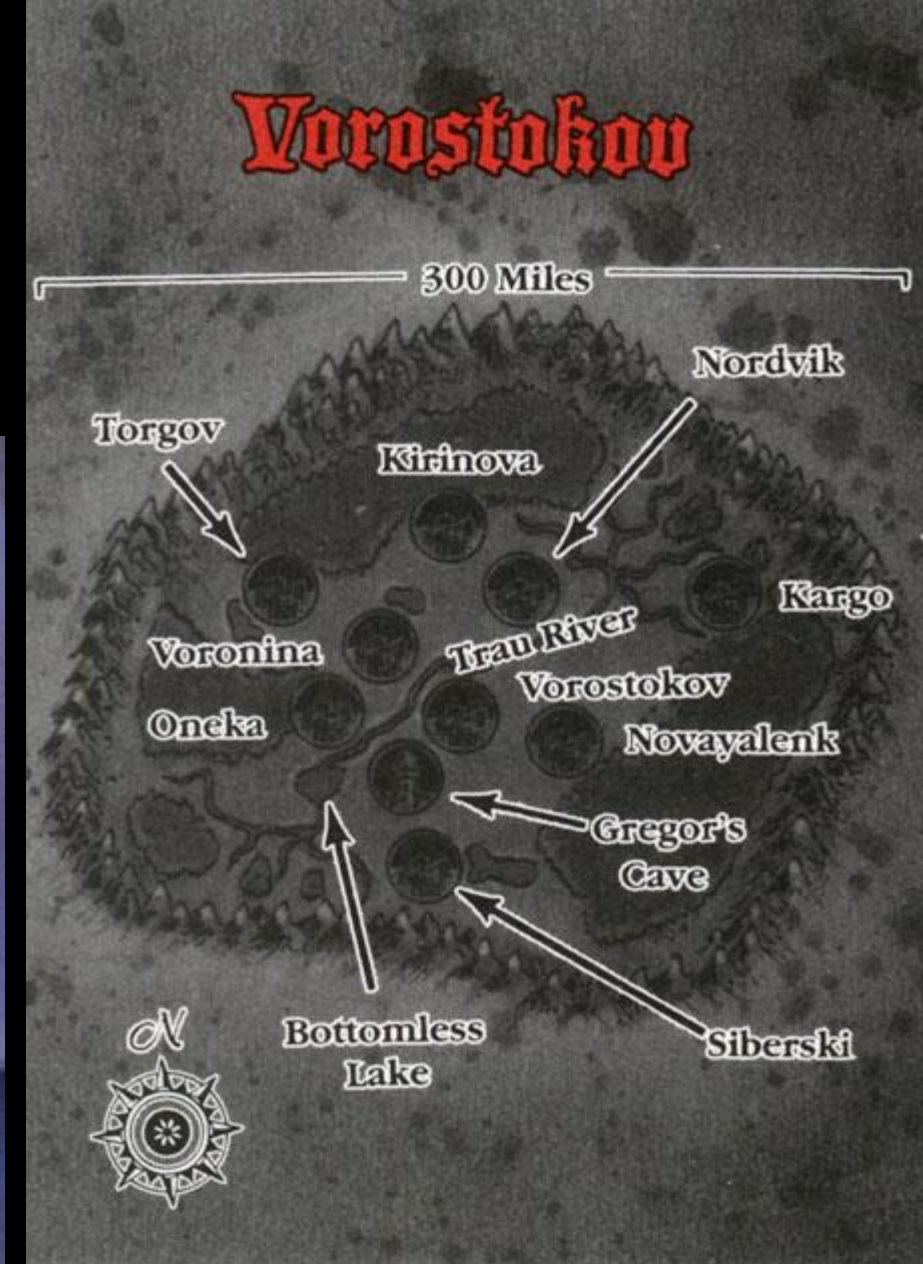 Vorostokov
300 Miles
Nordvik
Torgov
Kirinova
Kargo
Trau River
Voronina
Vorostokov
Oneka
Novayalenk
Gregor's
Cave
Bottomless
Lake
Siberski
N